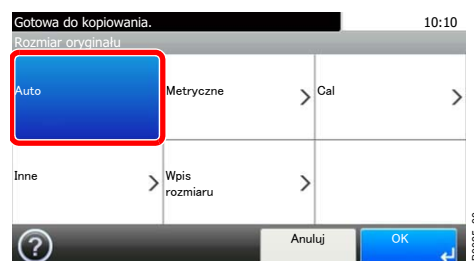 Gotowa do kopiowania. 10:10
Rozmiar oryginału
Auto Metryczne Cal
Inne Wpis
rozmiaru
Anuluj OK